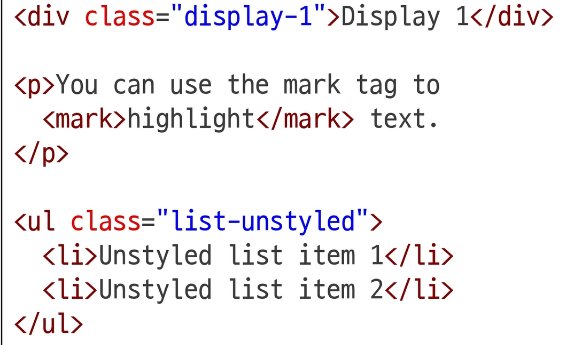 <div class="display-1">Display 1</div>
<p>You can use the mark tag to
<mark>highlight</mark> text.
</p>
<ul class="list-unstyled">
<li>Unstyled list item 1</li>
<li>Unstyled list item 2</li>
</ul>